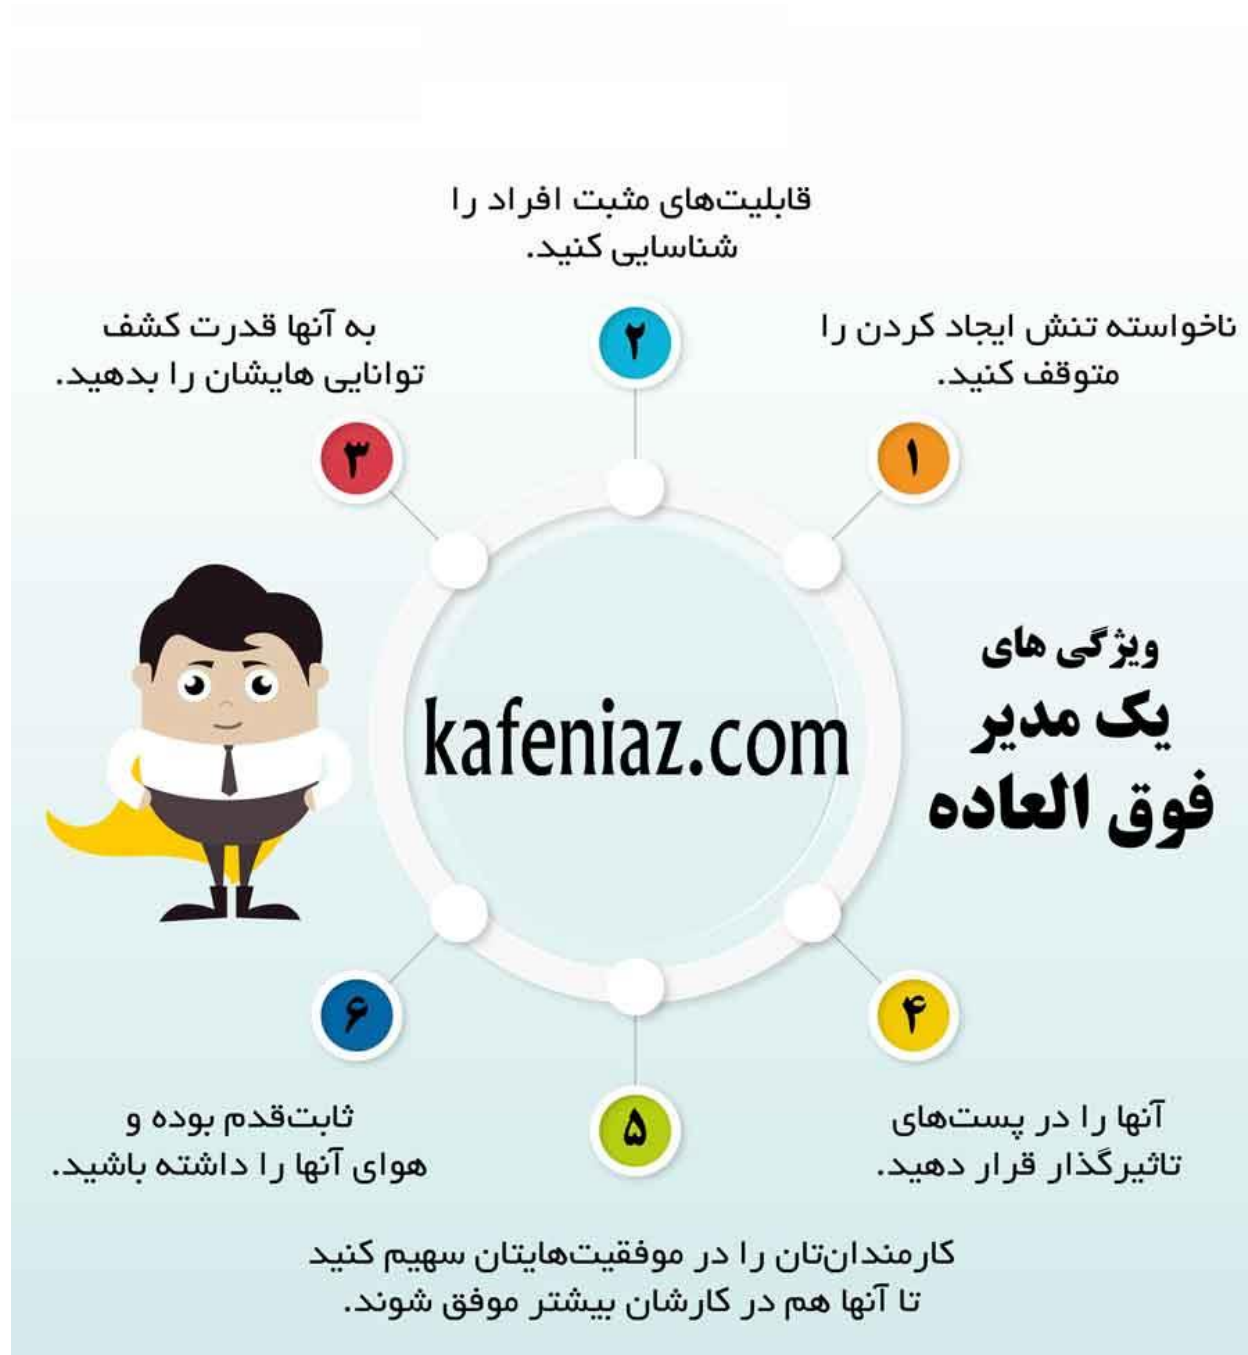 ویژگی های
یک مدیر
فوق العاده
kafeniaz.com
۱
ناخواسته تنش ایجاد کردن را
متوقف کنید.
۲
قابلیت‌های مثبت افراد را
شناسایی کنید.
۳
به آنها قدرت کشف
توانایی هایشان را بدهید.
۴
آنها را در پست‌های
تاثیرگذار قرار دهید.
۵
کارمندان‌تان را در موفقیت‌هایتان سهیم کنید
تا آنها هم در کارشان بیشتر موفق شوند.
۶
ثابت‌قدم بوده و
هوای آنها را داشته باشید.